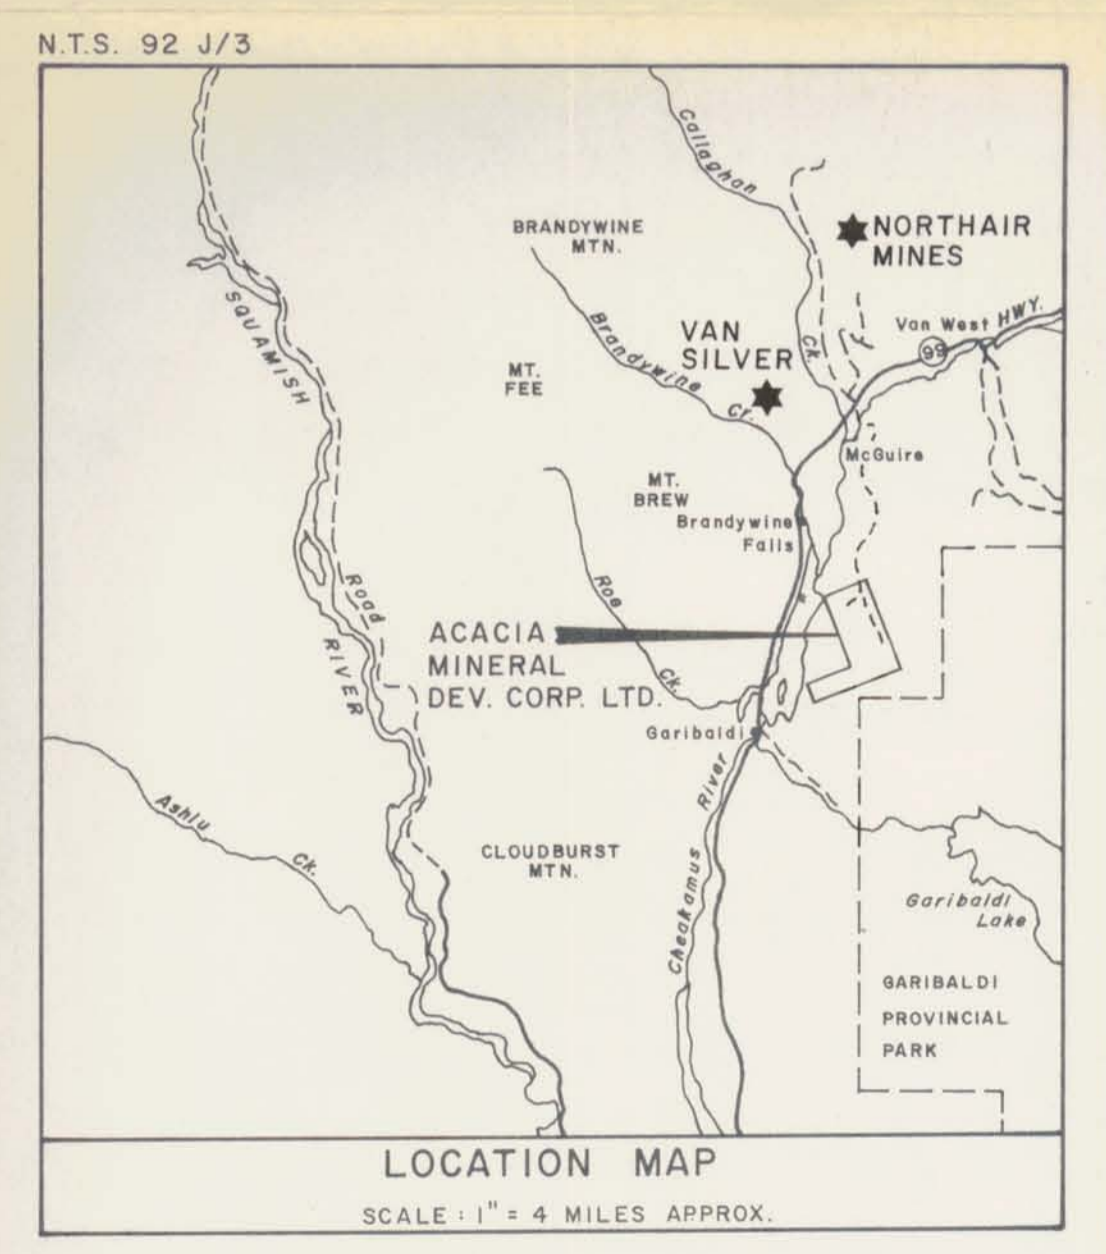 N.T.S. 92 J/3
Callaghan
Ck.
NORTHAIR
MINES
BRANDYWINE
MTN.
SQUAMISH
RIVER
Road
Brandywine
Cr.
VAN
SILVER
Van West HWY.
99
MT.
FEE
McGuire
MT.
BREW
Brandywine
Falls
Roe
Ck.
ACACIA
MINERAL
DEV. CORP. LTD.
Garibaldi
Cheakamus River
Ashlu
Ck.
CLOUDBURST
MTN.
Garibaldi
Lake
GARIBALDI
PROVINCIAL
PARK
LOCATION MAP
SCALE : 1" = 4 MILES APPROX.